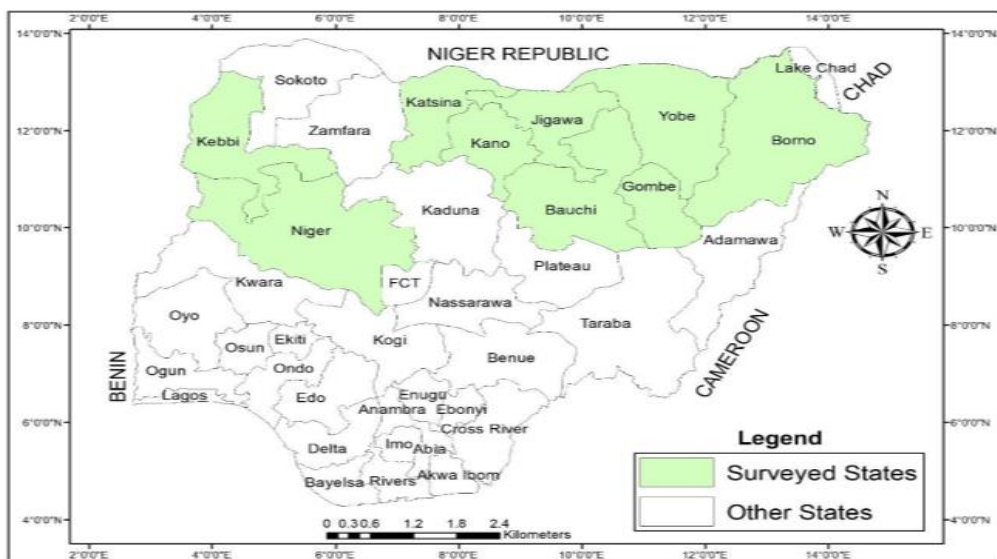 2°0'0"E 4°0'0"E 6°0'0"E 8°0'0"E 10°0'0"E 12°0'0"E 14°0'0"E
14°0'0"N 14°0'0"N
NIGER REPUBLIC
Lake Chad
CHAD
Sokoto
Katsina
Jigawa
Yobe
12°0'0"N 12°0'0"N
Kebbi
Zamfara
Kano
Borno
Gombe
Kaduna
Bauchi
N
W E
S
10°0'0"N 10°0'0"N
Niger
Adamawa
Plateau
Kwara
FCT
Nassarawa
Oyo
Taraba
8°0'0"N 8°0'0"N
Kogi
Osun
Ekiti
Benue
CAMEROON
BENIN
Ogun
Ondo
Lagos
Edo
Enugu
Anambra
Ebonyi
6°0'0"N 6°0'0"N
Cross River
Delta
Imo
Abia
Legend
Bayelsa
Rivers
Akwa Ibom
Surveyed States
Other States
4°0'0"N 4°0'0"N
0 0.3 0.6 1.2 1.8 2.4
Kilometers
2°0'0"E 4°0'0"E 6°0'0"E 8°0'0"E 10°0'0"E 12°0'0"E 14°0'0"E